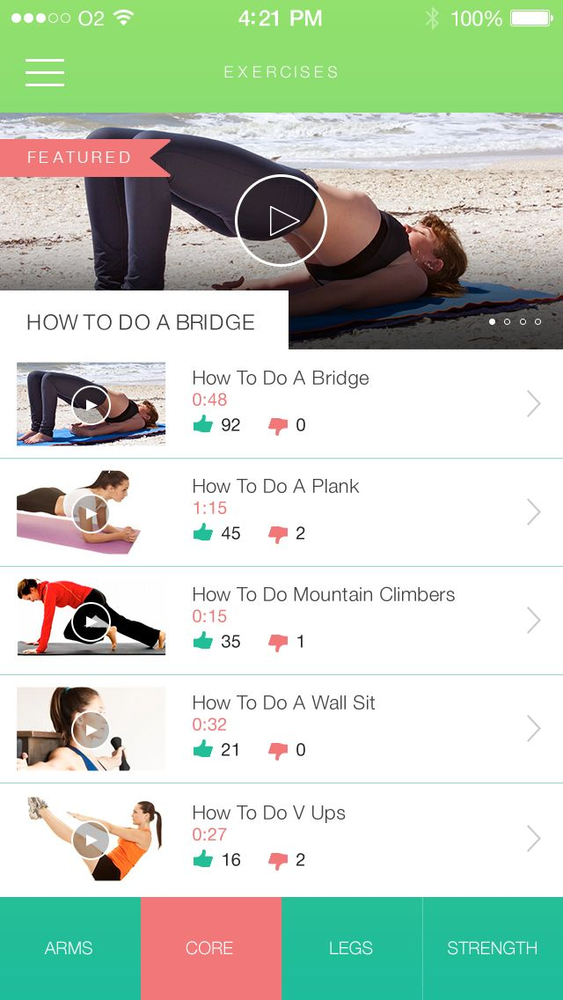 O2 4:21 PM 100%
EXERCISES
FEATURED
HOW TO DO A BRIDGE
How To Do A Bridge
0:48
92 0
How To Do A Plank
1:15
45 2
How To Do Mountain Climbers
0:15
35 1
How To Do A Wall Sit
0:32
21 0
How To Do V Ups
0:27
16 2
ARMS CORE LEGS STRENGTH